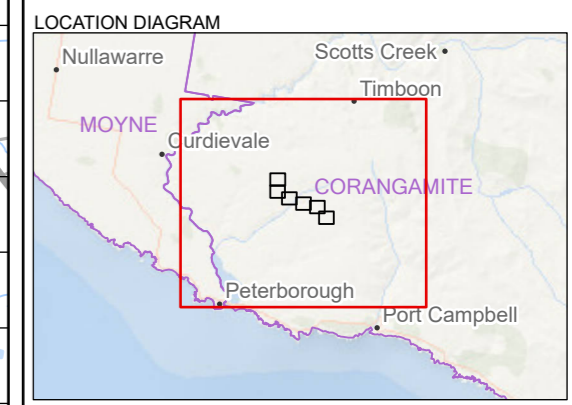 LOCATION DIAGRAM
Nullawarre
Scotts Creek
Timboon
MOYNE
Curdievale
CORANGAMITE
Peterborough
Port Campbell